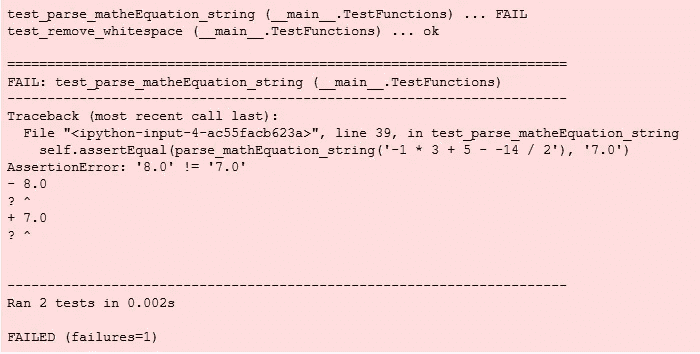 test_parse_matheEquation_string (__main__.TestFunctions) ... FAIL
test_remove_whitespace (__main__.TestFunctions) ... ok
======================================================================
FAIL: test_parse_matheEquation_string (__main__.TestFunctions)
----------------------------------------------------------------------
Traceback (most recent call last):
  File "<ipython-input-4-ac55facb623a>", line 39, in test_parse_matheEquation_string
    self.assertEqual(parse_mathEquation_string('-1 * 3 + 5 - -14 / 2'), '7.0')
AssertionError: '8.0' != '7.0'
- 8.0
? ^
+ 7.0
? ^
----------------------------------------------------------------------
Ran 2 tests in 0.002s
FAILED (failures=1)